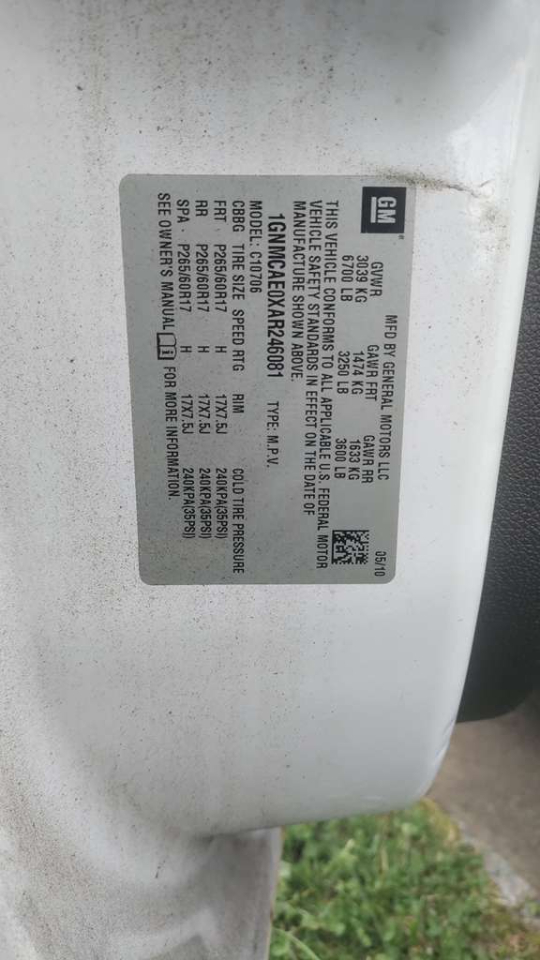 GM
MFD BY GENERAL MOTORS LLC 05/10
GVWR GAWR FRT GAWR RR
3039 KG 1474 KG 1633 KG
6700 LB 3250 LB 3600 LB
THIS VEHICLE CONFORMS TO ALL APPLICABLE U.S. FEDERAL MOTOR
VEHICLE SAFETY STANDARDS IN EFFECT ON THE DATE OF
MANUFACTURE SHOWN ABOVE.
1GNMCAE0XAR246081 TYPE: M.P.V.
MODEL: C10706
CBBG TIRE SIZE SPEED RTG RIM COLD TIRE PRESSURE
FRT - P265/60R17 H 17X7.5J 240KPA(35PSI)
RR P265/60R17 H 17X7.5J 240KPA(35PSI)
SPA - P265/60R17 H 17X7.5J 240KPA(35PSI)
SEE OWNER'S MANUAL FOR MORE INFORMATION.